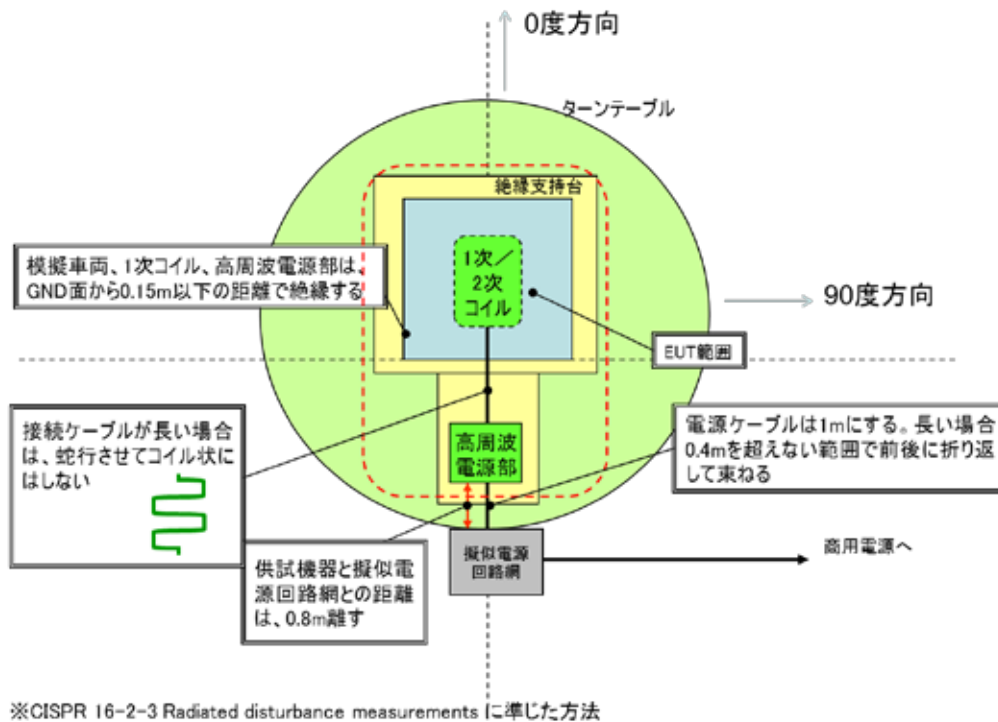 0度方向
ターンテーブル
絶縁支持台
模擬車両、1次コイル、高周波電源部は、
GND面から0.15m以下の距離で絶縁する
1次／
2次
コイル
90度方向
EUT範囲
接続ケーブルが長い場合
は、蛇行させてコイル状に
はしない
高周波
電源部
電源ケーブルは1mにする。長い場合
0.4mを超えない範囲で前後に折り返
して束ねる
供試機器と擬似電
源回路網との距離
は、0.8m離す
擬似電源
回路網
商用電源へ
※CISPR 16-2-3 Radiated disturbance measurements に準じた方法